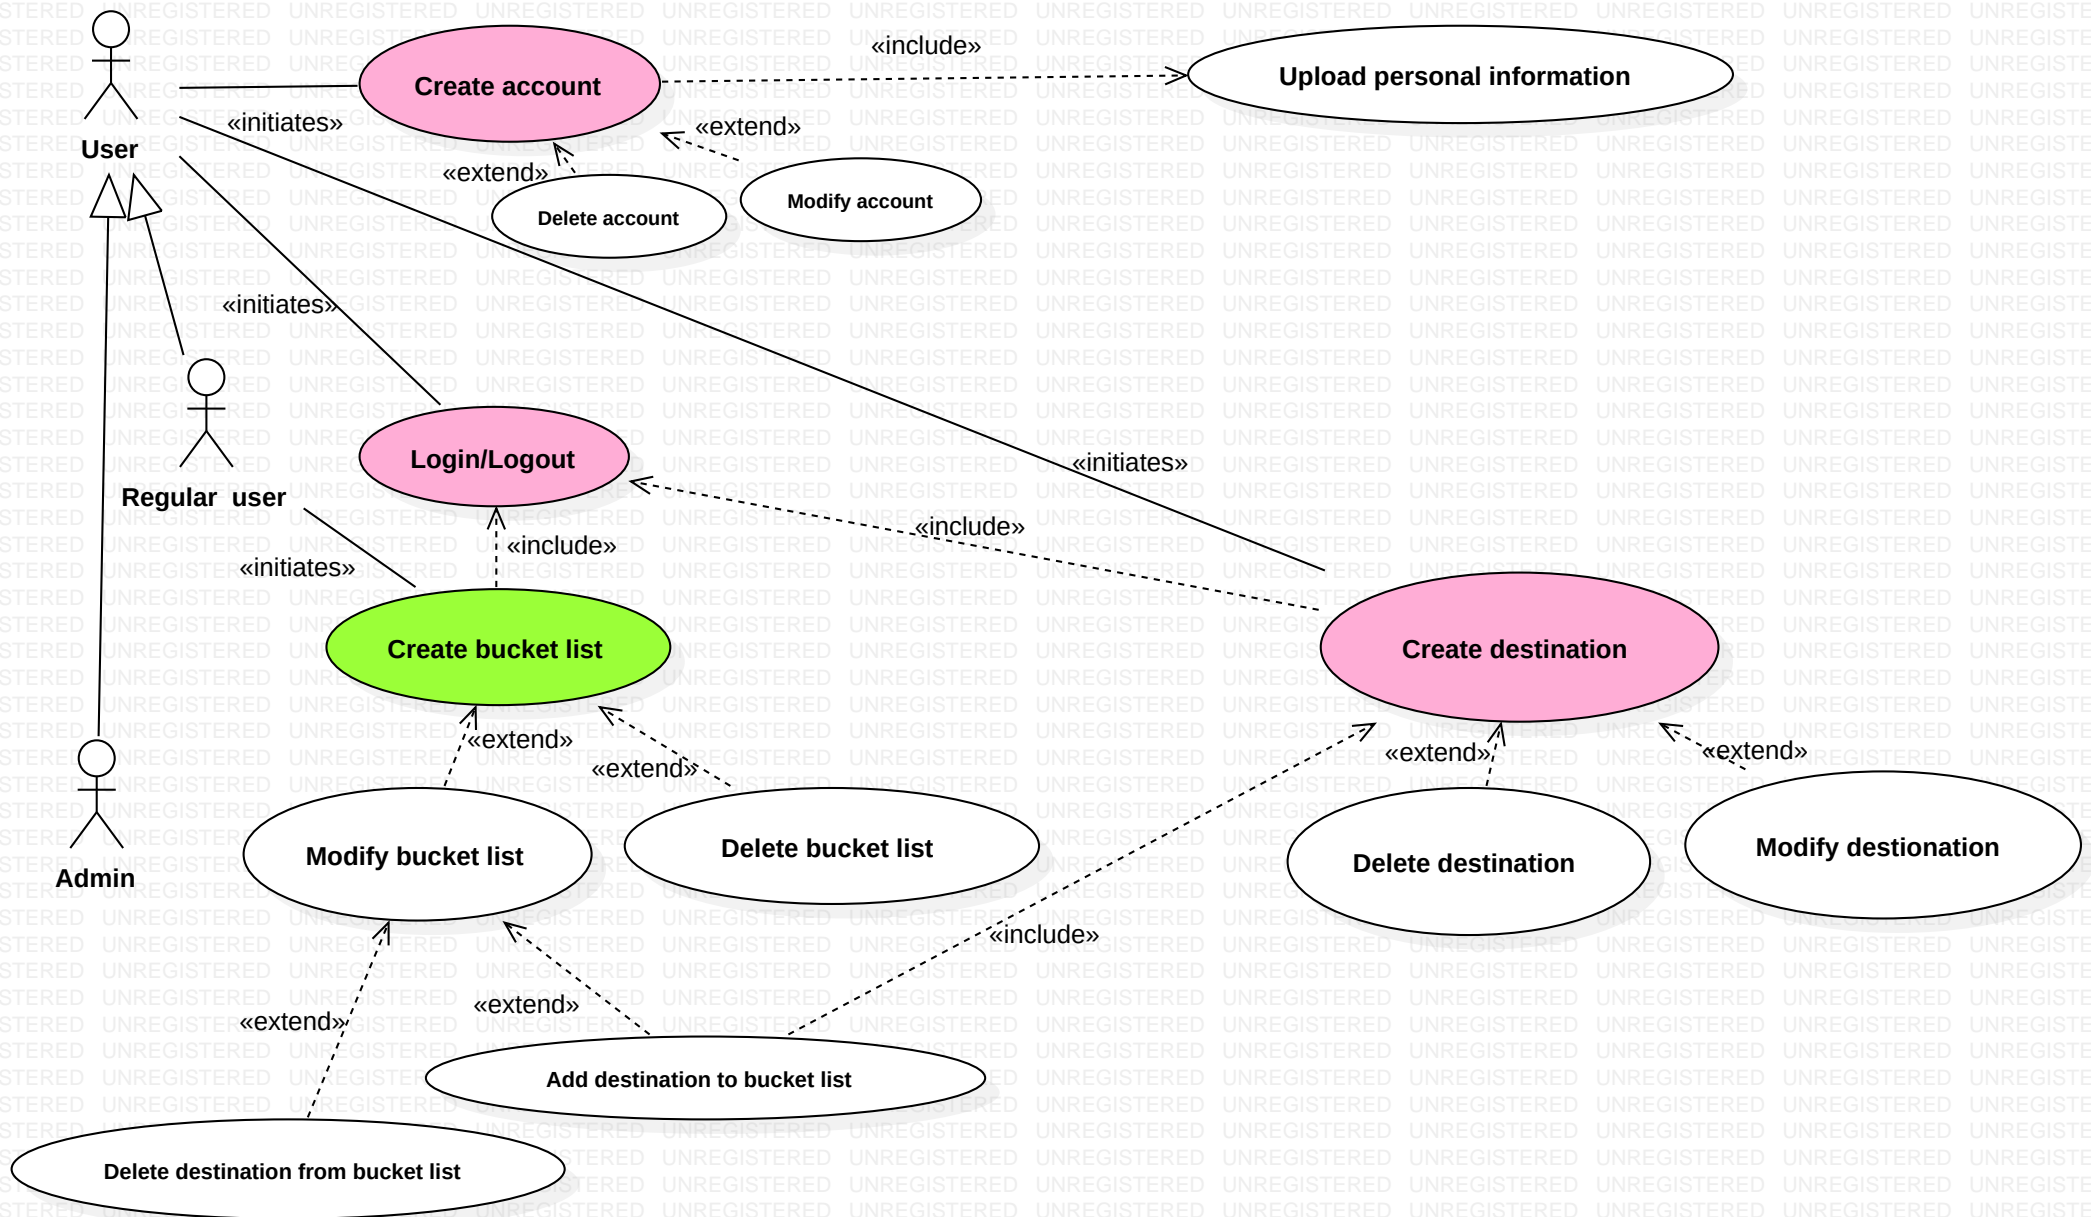 «include»
Create account
Upload personal information
«initiates»
«extend»
User
«extend»
Modify account
Delete account
«initiates»
Login/Logout
«initiates»
Regular  user
«include»
«include»
«initiates»
Create bucket list
Create destination
«extend»
«extend»
«extend»
«extend»
Modify bucket list
Delete bucket list
Delete destination
Modify destionation
Admin
«include»
«extend»
«extend»
Add destination to bucket list
Delete destination from bucket list
UNREGISTERED